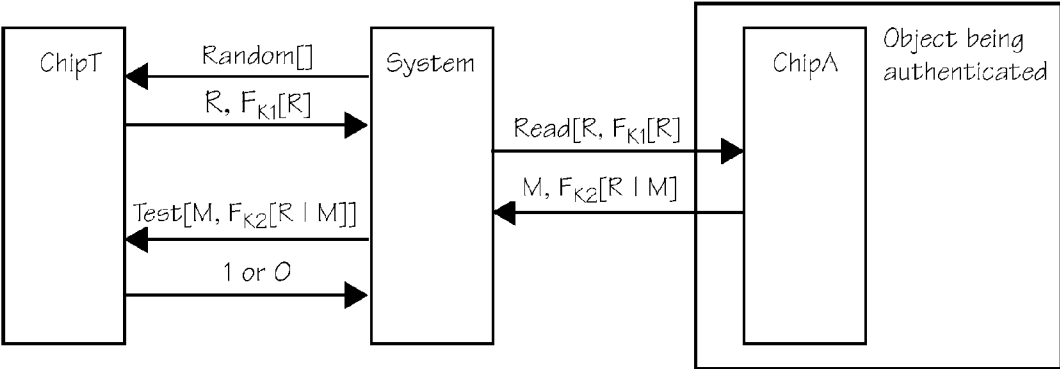 ChipT
Random[]
System
ChipA
Object being
authenticated
R, F_K1[R]
Read[R, F_K1[R]
M, F_K2[R | M]
Test[M, F_K2[R | M]]
1 or 0